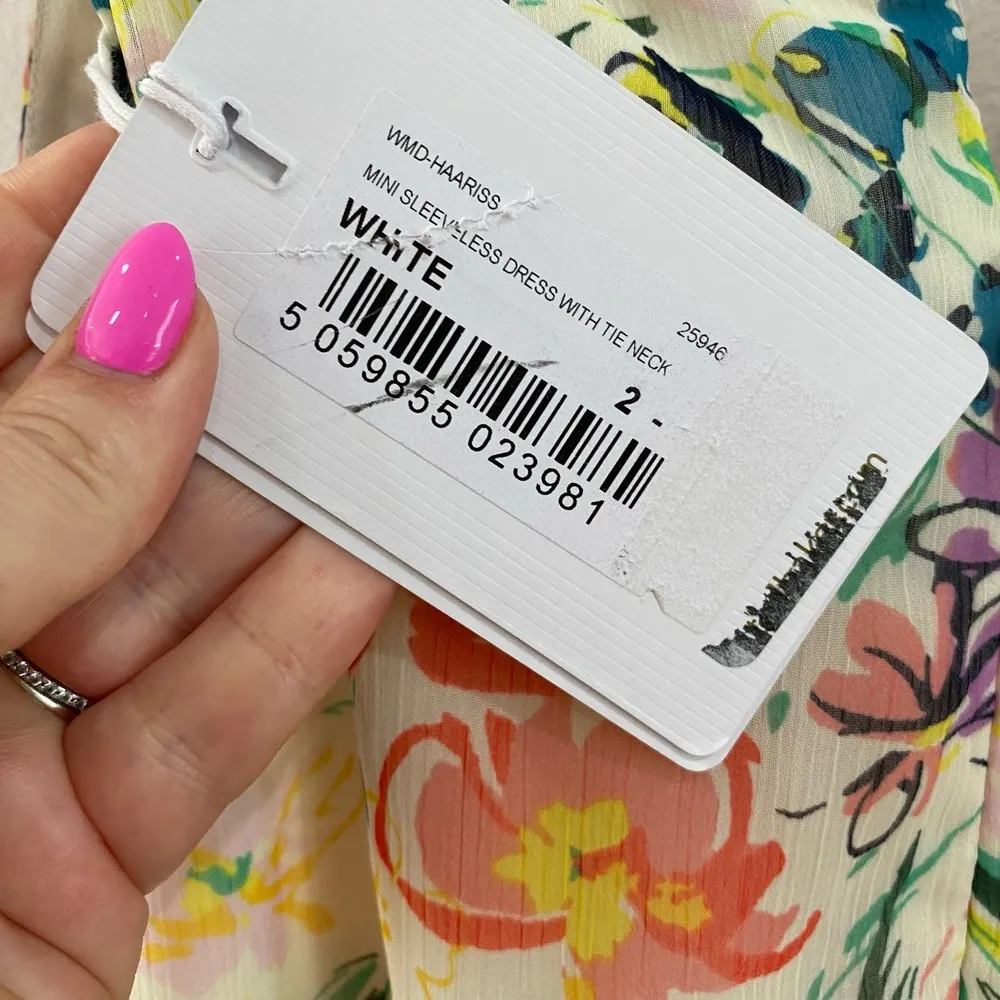 WMD-HAARISS
MINI SLEEVELESS DRESS WITH TIE NECK
25946
WHITE
2 -
5 059855 023981